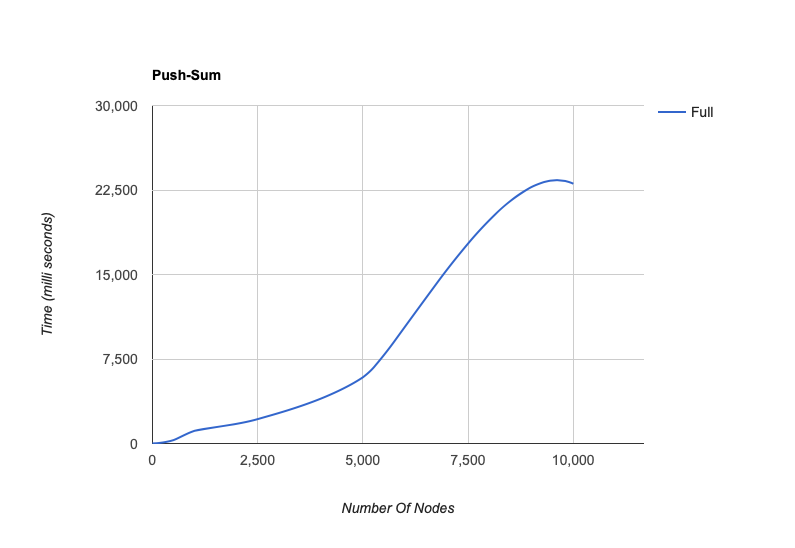 Push-Sum
30,000
Full
22,500
15,000
7,500
0
0 2,500 5,000 7,500 10,000
Time (milli seconds)
Number Of Nodes